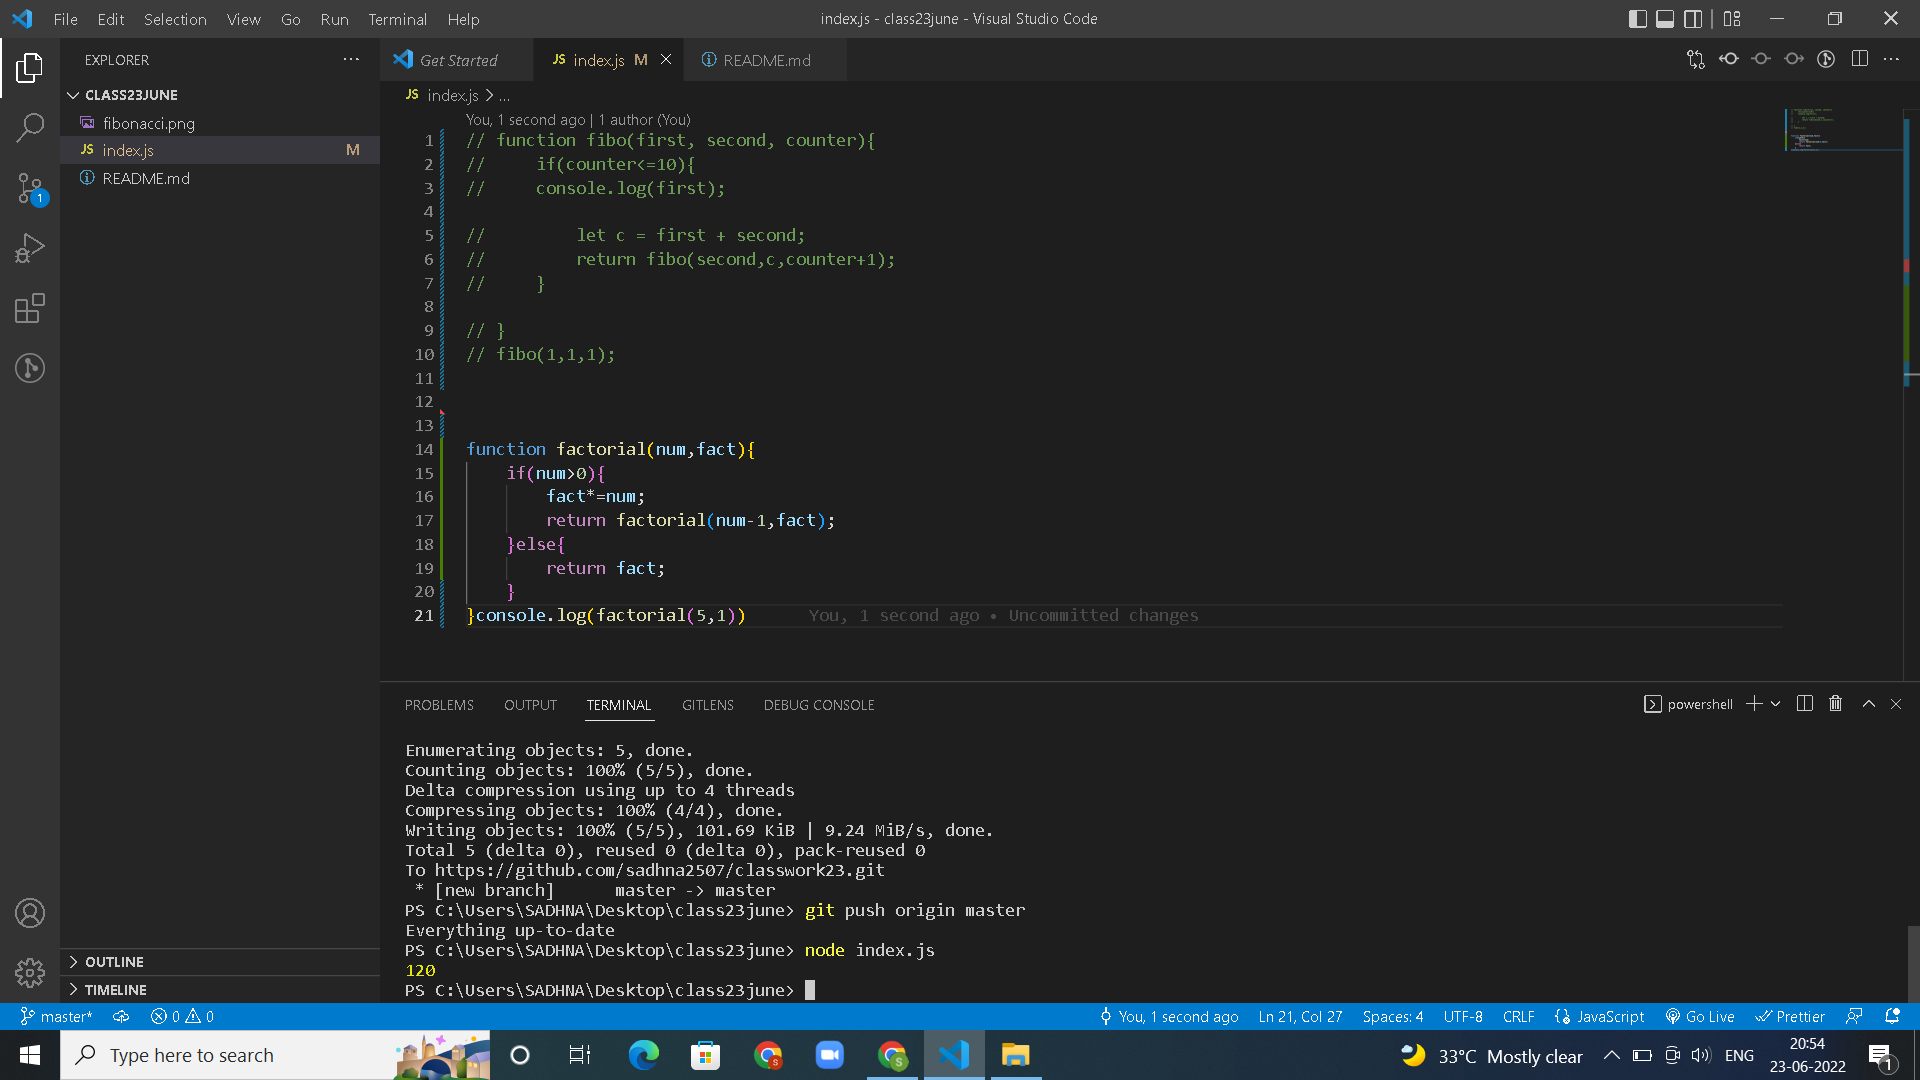 File Edit Selection View Go Run Terminal Help
index.js - class23june - Visual Studio Code
EXPLORER
CLASS23JUNE
fibonacci.png
JS index.js M
README.md
1
OUTLINE
TIMELINE
Get Started
JS index.js M
README.md
JS index.js > ...
You, 1 second ago | 1 author (You)
1 // function fibo(first, second, counter){
2 //     if(counter<=10){
3 //     console.log(first);
4
5 //         let c = first + second;
6 //         return fibo(second,c,counter+1);
7 //     }
8
9 // }
10 // fibo(1,1,1);
11
12
13
14 function factorial(num,fact){
15     if(num>0){
16         fact*=num;
17         return factorial(num-1,fact);
18     }else{
19         return fact;
20     }
21 }console.log(factorial(5,1)) You, 1 second ago • Uncommitted changes
PROBLEMS OUTPUT TERMINAL GITLENS DEBUG CONSOLE
powershell
Enumerating objects: 5, done.
Counting objects: 100% (5/5), done.
Delta compression using up to 4 threads
Compressing objects: 100% (4/4), done.
Writing objects: 100% (5/5), 101.69 KiB | 9.24 MiB/s, done.
Total 5 (delta 0), reused 0 (delta 0), pack-reused 0
To https://github.com/sadhna2507/classwork23.git
 * [new branch]      master -> master
PS C:\Users\SADHNA\Desktop\class23june> git push origin master
Everything up-to-date
PS C:\Users\SADHNA\Desktop\class23june> node index.js
120
PS C:\Users\SADHNA\Desktop\class23june>
master* 0 0
You, 1 second ago Ln 21, Col 27 Spaces: 4 UTF-8 CRLF JavaScript Go Live Prettier
Type here to search
33°C Mostly clear
ENG
20:54
23-06-2022
1